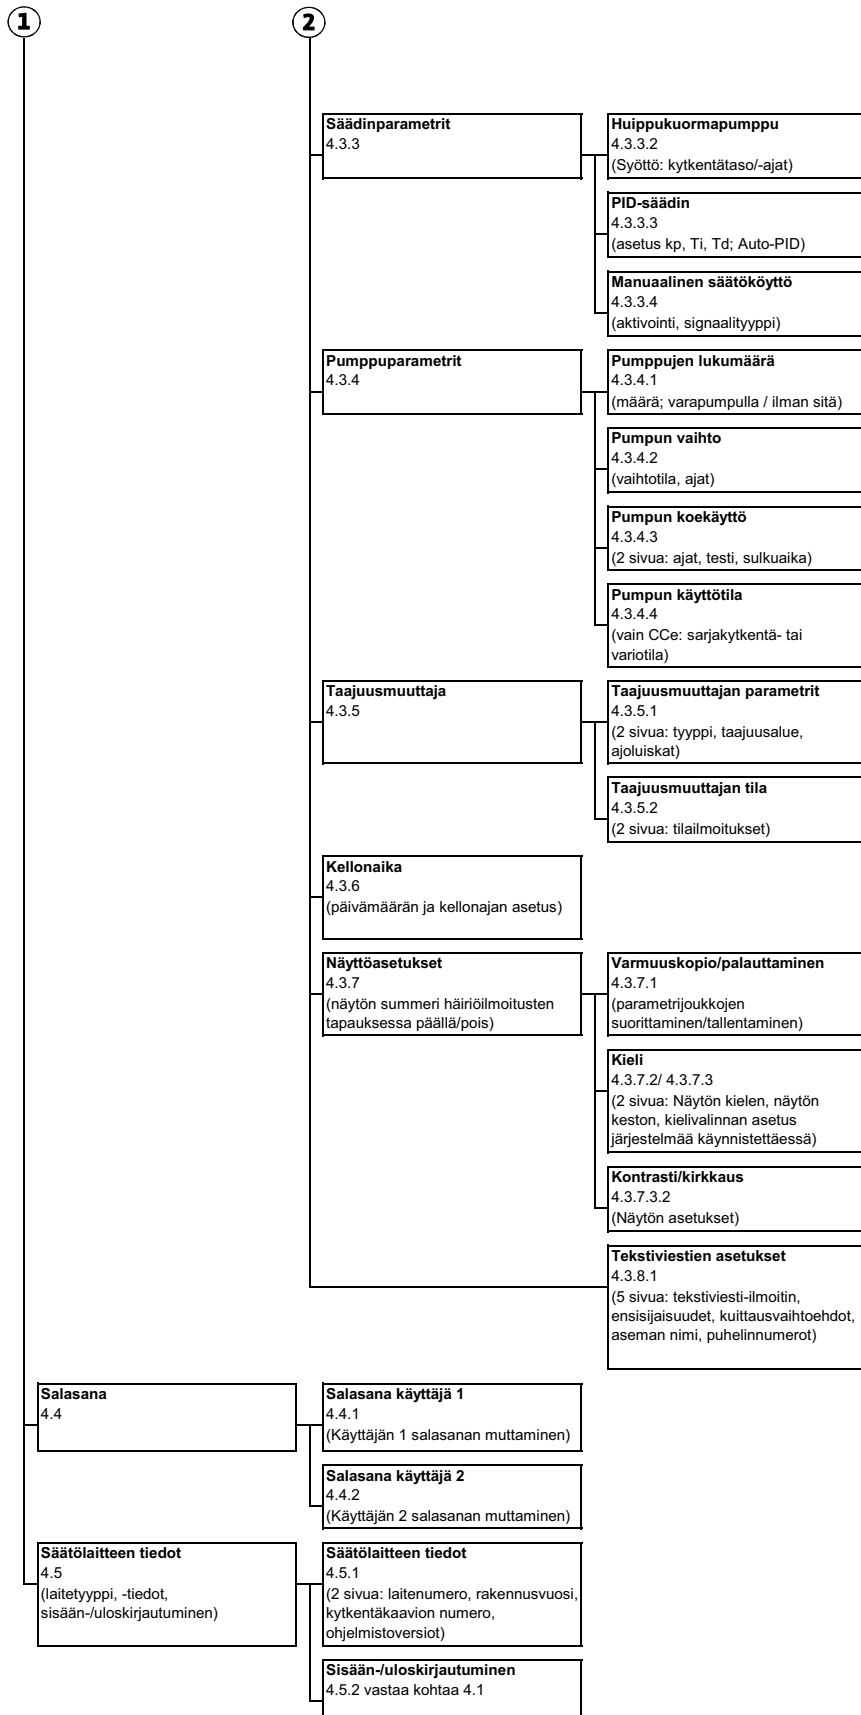 1
2
Säädinparametrit
4.3.3
Huippukuormapumppu
4.3.3.2
(Syöttö: kytkentätaso/-ajat)
PID-säädin
4.3.3.3
(asetus kp, Ti, Td; Auto-PID)
Manuaalinen säätököyttö
4.3.3.4
(aktivointi, signaalityyppi)
Pumppuparametrit
4.3.4
Pumppujen lukumäärä
4.3.4.1
(määrä; varapumpulla / ilman sitä)
Pumpun vaihto
4.3.4.2
(vaihtotila, ajat)
Pumpun koekäyttö
4.3.4.3
(2 sivua: ajat, testi, sulkuaika)
Pumpun käyttötila
4.3.4.4
(vain CCe: sarjakytkentä- tai
variotila)
Taajuusmuuttaja
4.3.5
Taajuusmuuttajan parametrit
4.3.5.1
(2 sivua: tyyppi, taajuusalue,
ajoluiskat)
Taajuusmuuttajan tila
4.3.5.2
(2 sivua: tilailmoitukset)
Kellonaika
4.3.6
(päivämäärän ja kellonajan asetus)
Näyttöasetukset
4.3.7
(näytön summeri häiriöilmoitusten
tapauksessa päällä/pois)
Varmuuskopio/palauttaminen
4.3.7.1
(parametrijoukkojen
suorittaminen/tallentaminen)
Kieli
4.3.7.2/ 4.3.7.3
(2 sivua: Näytön kielen, näytön
keston, kielivalinnan asetus
järjestelmää käynnistettäessä)
Kontrasti/kirkkaus
4.3.7.3.2
(Näytön asetukset)
Tekstiviestien asetukset
4.3.8.1
(5 sivua: tekstiviesti-ilmoitin,
ensisijaisuudet, kuittausvaihtoehdot,
aseman nimi, puhelinnumerot)
Salasana
4.4
Salasana käyttäjä 1
4.4.1
(Käyttäjän 1 salasanan muttaminen)
Salasana käyttäjä 2
4.4.2
(Käyttäjän 2 salasanan muttaminen)
Säätölaitteen tiedot
4.5
(laitetyyppi, -tiedot,
sisään-/uloskirjautuminen)
Säätölaitteen tiedot
4.5.1
(2 sivua: laitenumero, rakennusvuosi,
kytkentäkaavion numero,
ohjelmistoversiot)
Sisään-/uloskirjautuminen
4.5.2 vastaa kohtaa 4.1